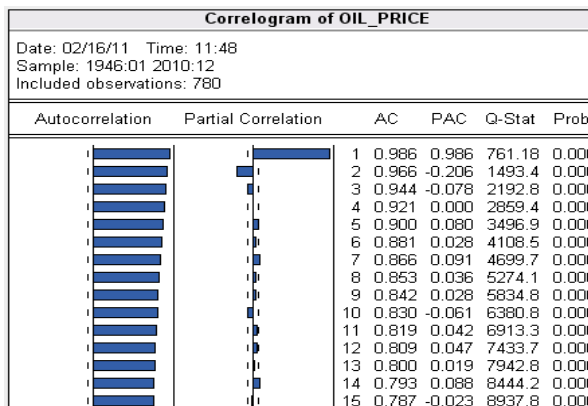 Correlogram of OIL_PRICE
Date: 02/16/11 Time: 11:48
Sample: 1946:01 2010:12
Included observations: 780
Autocorrelation Partial Correlation AC PAC Q-Stat Prob
1 0.986 0.986 761.18 0.000
2 0.966 -0.206 1493.4 0.000
3 0.944 -0.078 2192.8 0.000
4 0.921 0.000 2859.4 0.000
5 0.900 0.080 3496.9 0.000
6 0.881 0.028 4108.5 0.000
7 0.866 0.091 4699.7 0.000
8 0.853 0.036 5274.1 0.000
9 0.842 0.028 5834.8 0.000
10 0.830 -0.061 6380.8 0.000
11 0.819 0.042 6913.3 0.000
12 0.809 0.047 7433.7 0.000
13 0.800 0.019 7942.8 0.000
14 0.793 0.088 8444.2 0.000
15 0.787 -0.023 8937.8 0.000